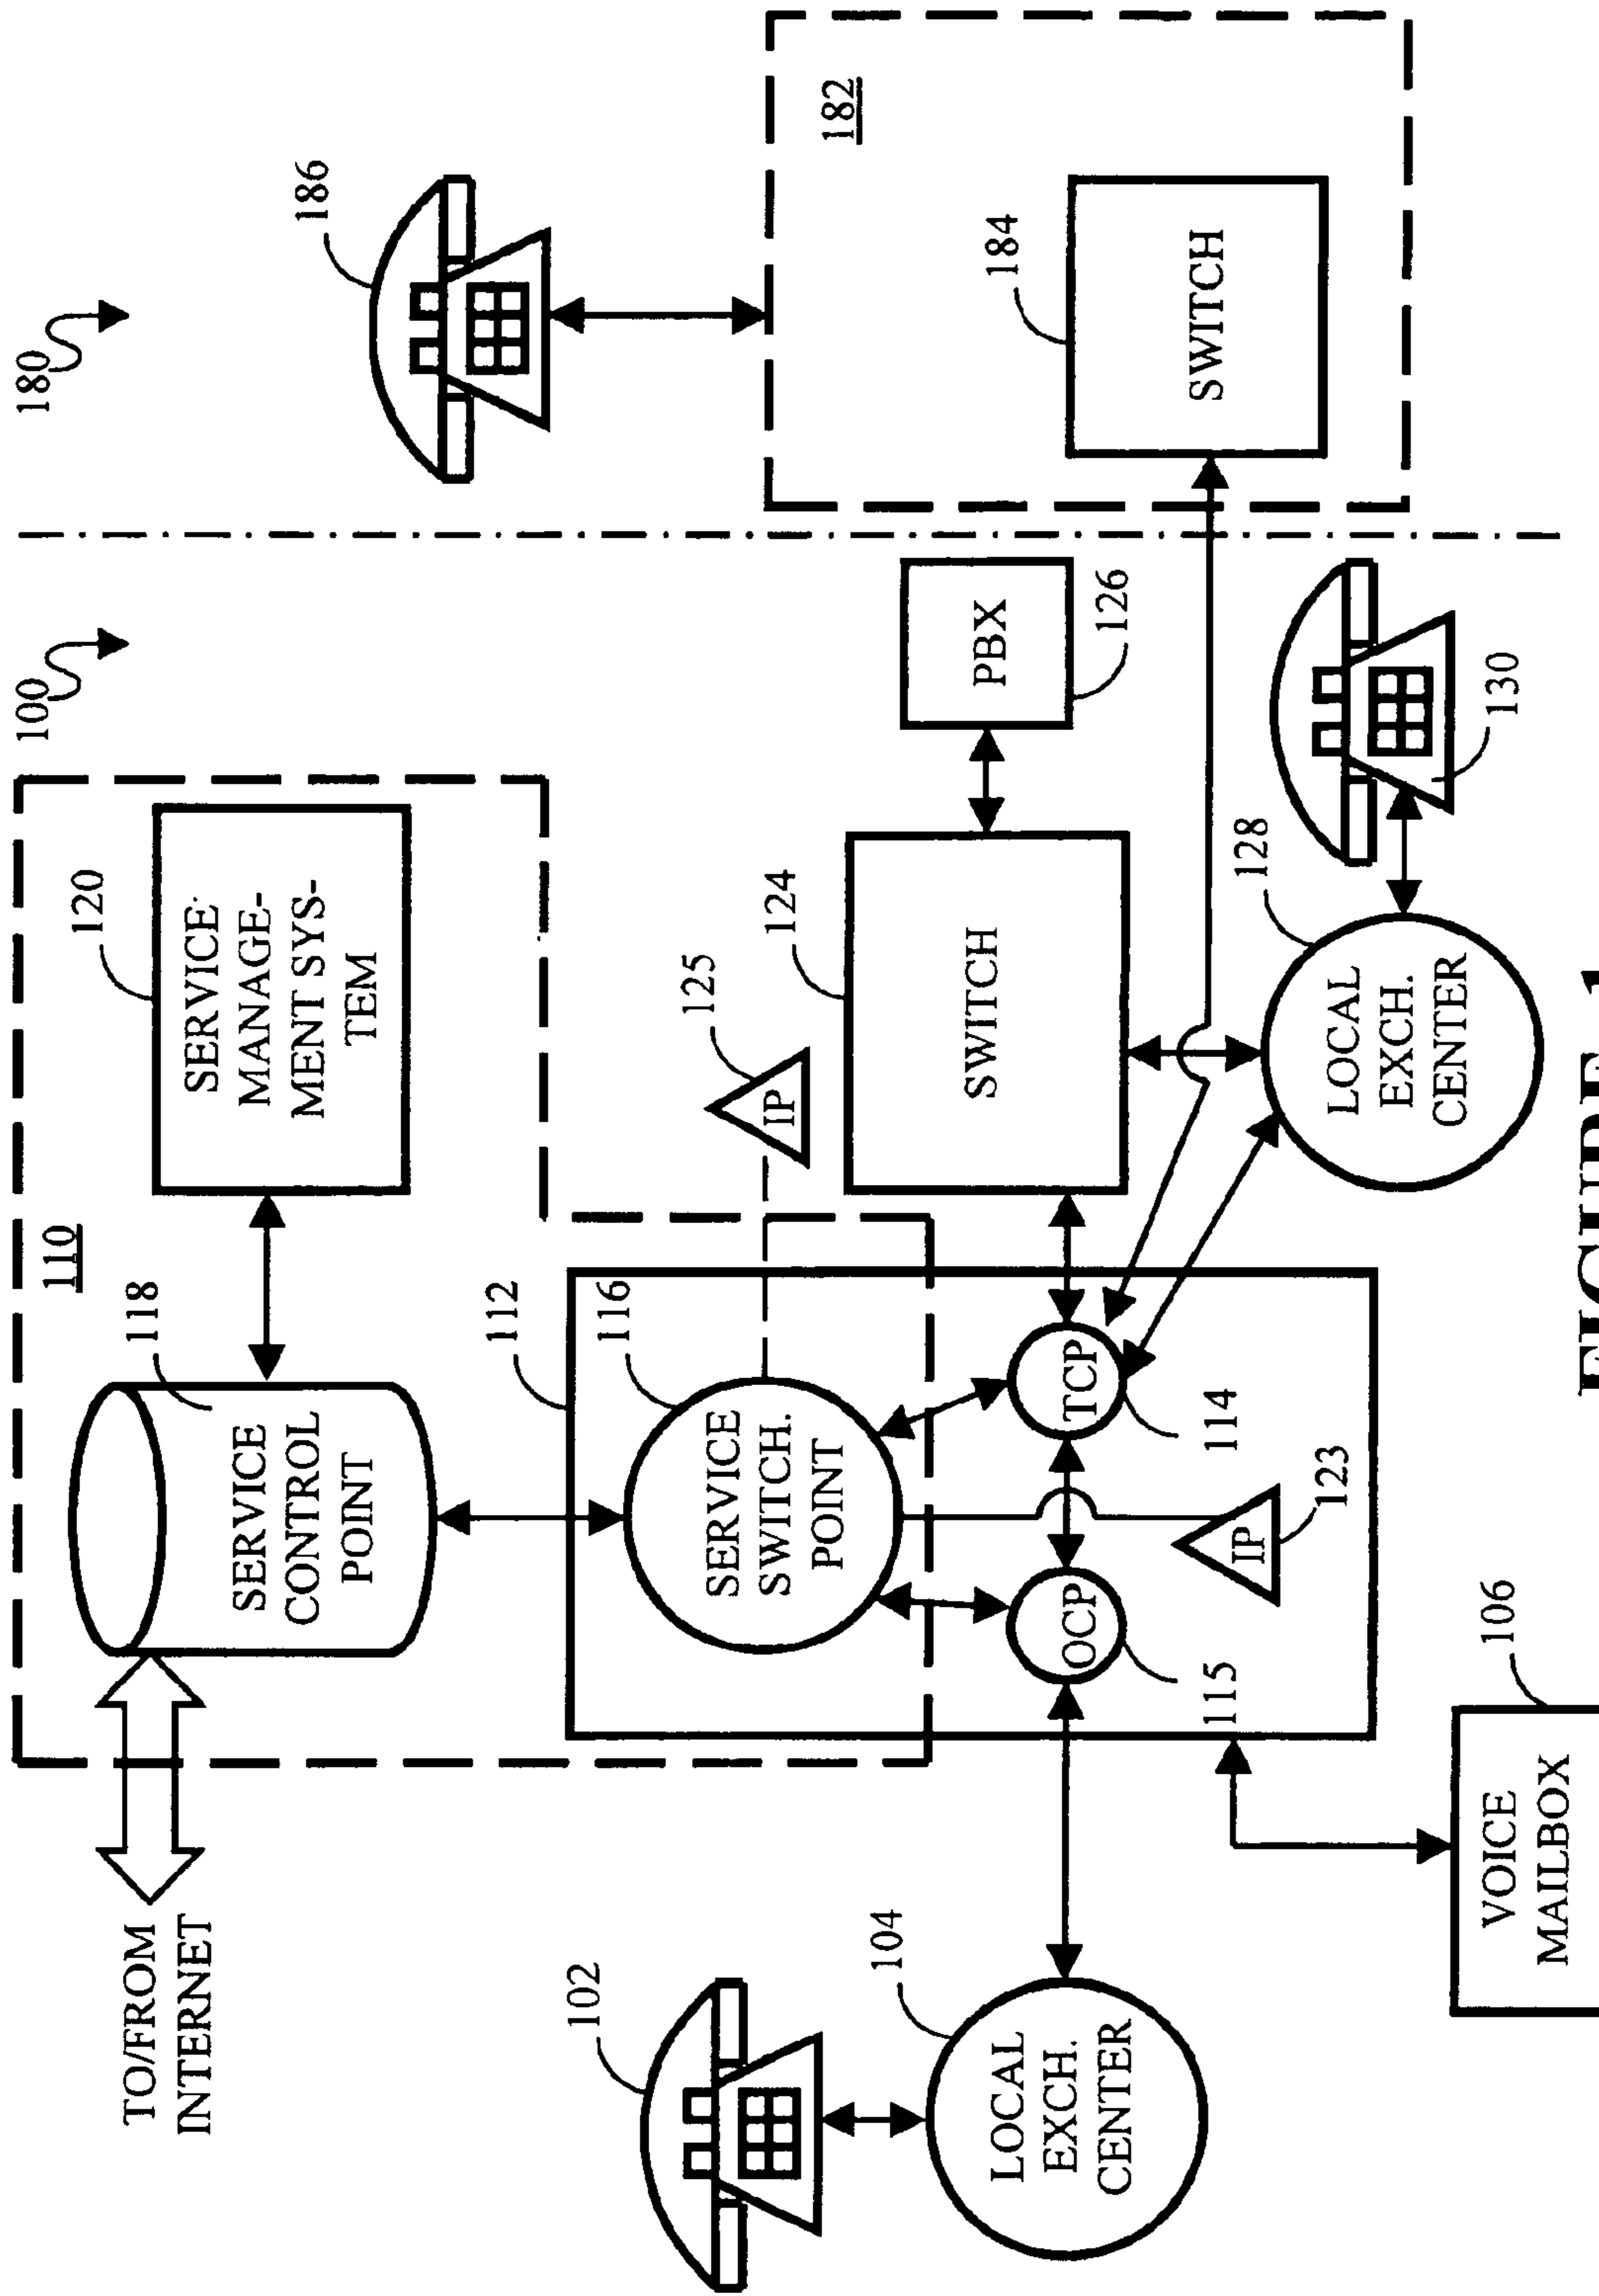 100
180
TO/FROM
INTERNET
110
118
SERVICE
CONTROL
POINT
120
SERVICE
MANAGE-
MENT SYS-
TEM
186
102
104
LOCAL
EXCH.
CENTER
112
116
SERVICE
SWITCH.
POINT
125
IP
124
SWITCH
PBX
126
182
184
SWITCH
OCP
115
TCP
114
IP
123
128
LOCAL
EXCH.
CENTER
130
106
VOICE
MAILBOX
FIGURE 1